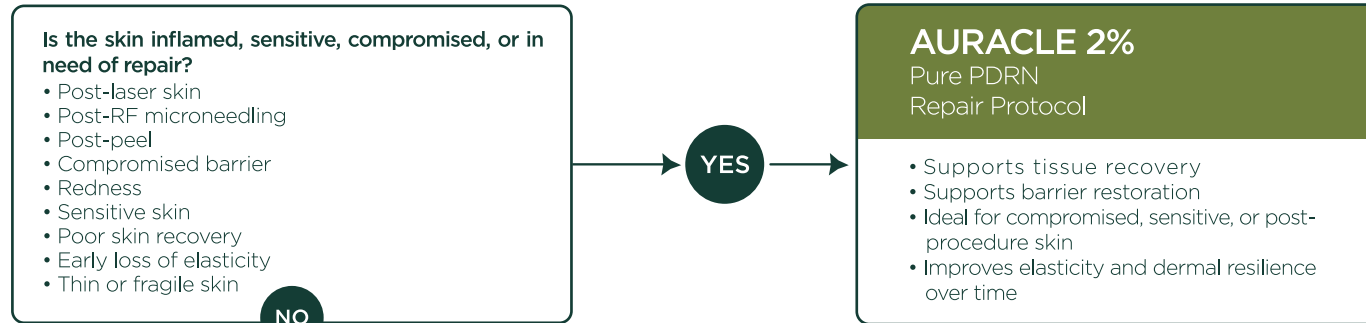 Is the skin inflamed, sensitive, compromised, or in
need of repair?
• Post-laser skin
• Post-RF microneedling
• Post-peel
• Compromised barrier
• Redness
• Sensitive skin
• Poor skin recovery
• Early loss of elasticity
• Thin or fragile skin
NO
YES
AURACLE 2%
Pure PDRN
Repair Protocol
• Supports tissue recovery
• Supports barrier restoration
• Ideal for compromised, sensitive, or post-
procedure skin
• Improves elasticity and dermal resilience
over time